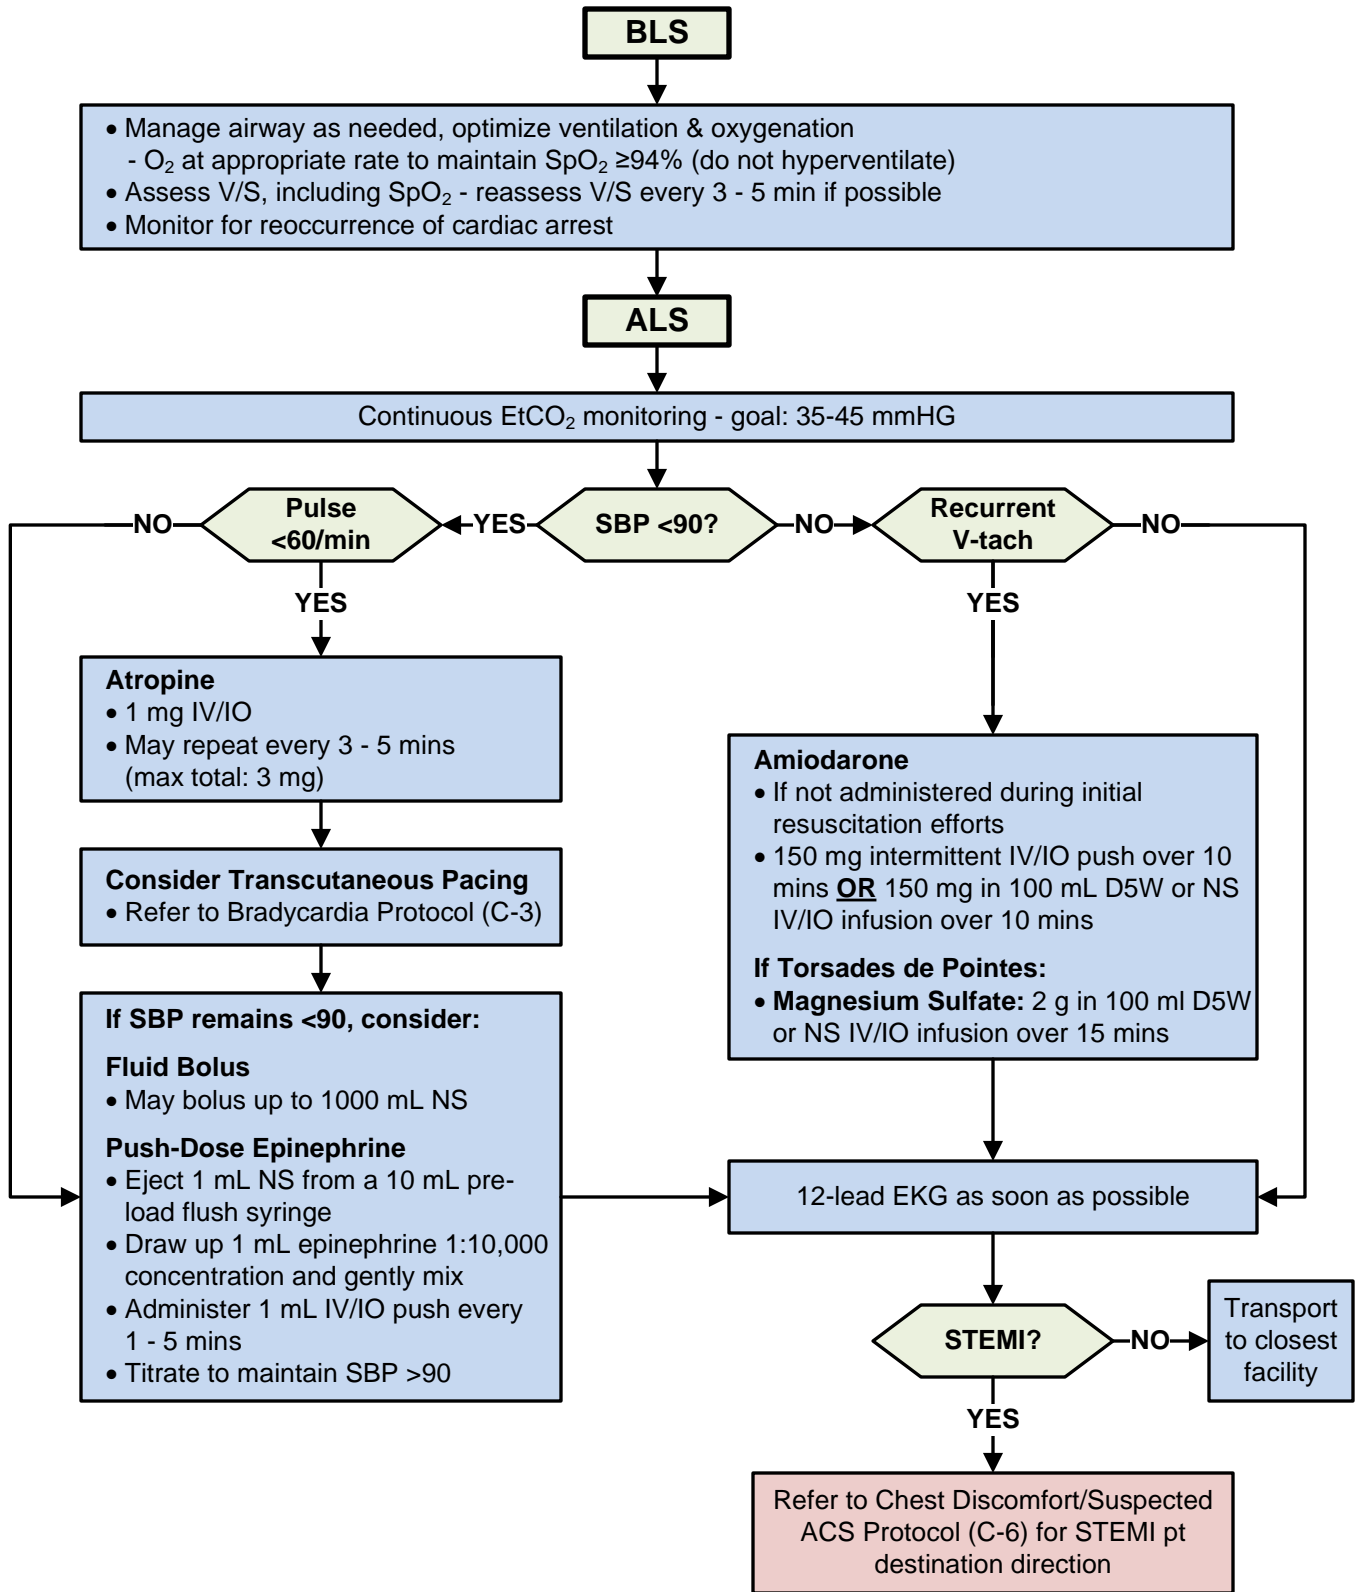 BLS
• Manage airway as needed, optimize ventilation & oxygenation
- O₂ at appropriate rate to maintain SpO₂ ≥94% (do not hyperventilate)
• Assess V/S, including SpO₂ - reassess V/S every 3 - 5 min if possible
• Monitor for reoccurrence of cardiac arrest
ALS
Continuous EtCO₂ monitoring - goal: 35-45 mmHG
NO
Pulse
<60/min
YES
SBP <90?
NO
Recurrent
V-tach
NO
YES
YES
Atropine
• 1 mg IV/IO
• May repeat every 3 - 5 mins
(max total: 3 mg)
Consider Transcutaneous Pacing
• Refer to Bradycardia Protocol (C-3)
If SBP remains <90, consider:
Fluid Bolus
• May bolus up to 1000 mL NS
Push-Dose Epinephrine
• Eject 1 mL NS from a 10 mL pre-
load flush syringe
• Draw up 1 mL epinephrine 1:10,000
concentration and gently mix
• Administer 1 mL IV/IO push every
1 - 5 mins
• Titrate to maintain SBP >90
Amiodarone
• If not administered during initial
resuscitation efforts
• 150 mg intermittent IV/IO push over 10
mins OR 150 mg in 100 mL D5W or NS
IV/IO infusion over 10 mins
If Torsades de Pointes:
• Magnesium Sulfate: 2 g in 100 ml D5W
or NS IV/IO infusion over 15 mins
12-lead EKG as soon as possible
STEMI?
NO
Transport
to closest
facility
YES
Refer to Chest Discomfort/Suspected
ACS Protocol (C-6) for STEMI pt
destination direction